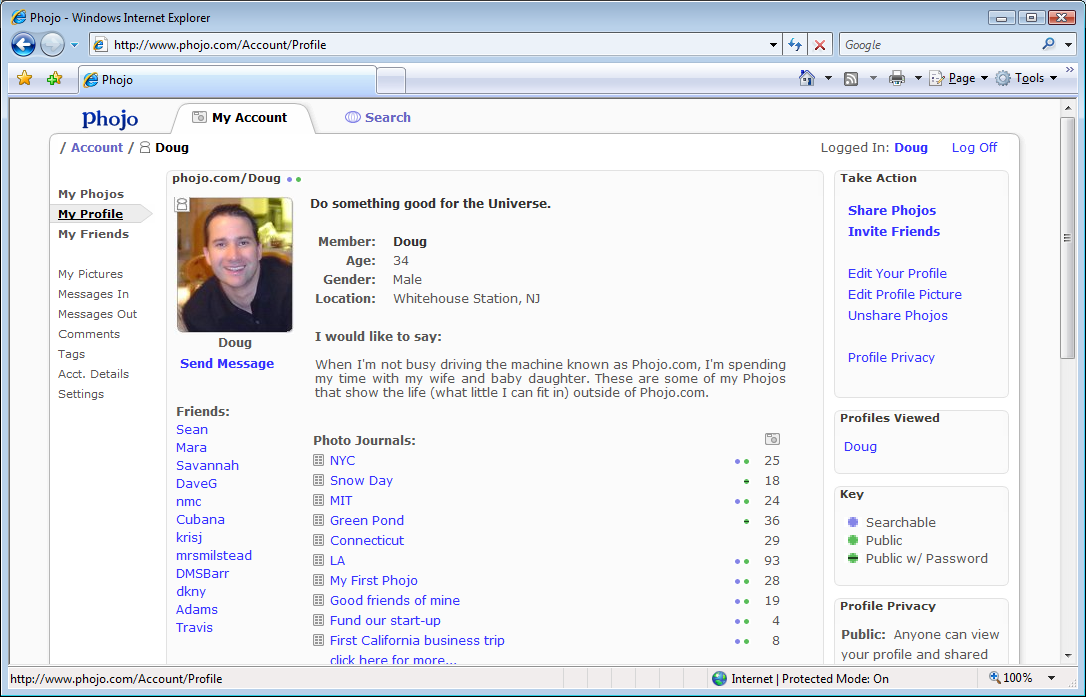 Phojo - Windows Internet Explorer
http://www.phojo.com/Account/Profile
Google
Phojo
Page
Tools
phojo
My Account
Search
/ Account / Doug
Logged In: Doug
Log Off
My Phojos
My Profile
My Friends
My Pictures
Messages In
Messages Out
Comments
Tags
Acct. Details
Settings
phojo.com/Doug
Doug
Send Message
Friends:
Sean
Mara
Savannah
DaveG
nmc
Cubana
krisj
mrsmilstead
DMSBarr
dkny
Adams
Travis
Do something good for the Universe.
Member: Doug
Age: 34
Gender: Male
Location: Whitehouse Station, NJ
I would like to say:
When I'm not busy driving the machine known as Phojo.com, I'm spending
my time with my wife and baby daughter. These are some of my Phojos
that show the life (what little I can fit in) outside of Phojo.com.
Photo Journals:
NYC 25
Snow Day 18
MIT 24
Green Pond 36
Connecticut 29
LA 93
My First Phojo 28
Good friends of mine 19
Fund our start-up 4
First California business trip 8
click here for more...
Take Action
Share Phojos
Invite Friends
Edit Your Profile
Edit Profile Picture
Unshare Phojos
Profile Privacy
Profiles Viewed
Doug
Key
Searchable
Public
Public w/ Password
Profile Privacy
Public: Anyone can view
your profile and shared
http://www.phojo.com/Account/Profile
Internet | Protected Mode: On
100%